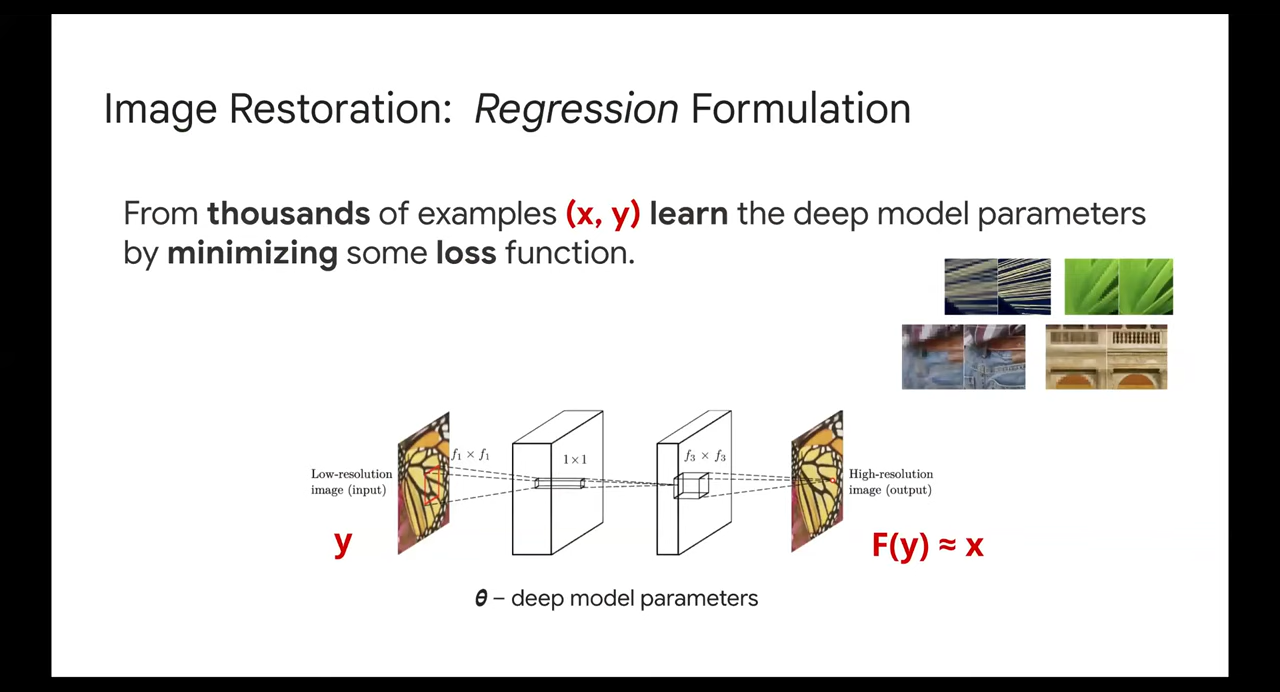 Image Restoration: Regression Formulation
From thousands of examples (x, y) learn the deep model parameters
by minimizing some loss function.
f₁ × f₁
1×1
f₃ × f₃
Low-resolution
image (input)
High-resolution
image (output)
y
F(y) ≈ x
θ – deep model parameters